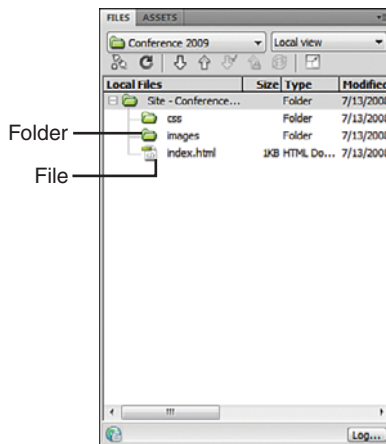 FILES ASSETS
Conference 2009 Local view
Local Files Size Type Modified
Site - Conference... Folder 7/13/2008
css Folder 7/13/2008
Folder images Folder 7/13/2008
File index.html 1KB HTML Do... 7/13/2008
Log...